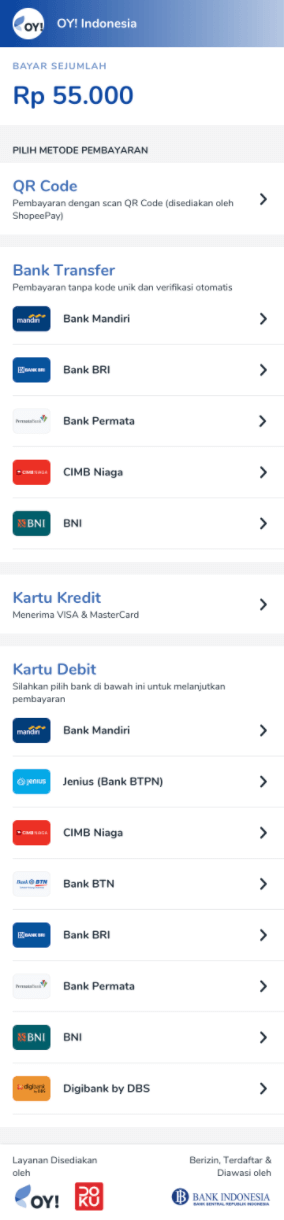 OY! OY! Indonesia
BAYAR SEJUMLAH
Rp 55.000
PILIH METODE PEMBAYARAN
QR Code
Pembayaran dengan scan QR Code (disediakan oleh
ShopeePay)
Bank Transfer
Pembayaran tanpa kode unik dan verifikasi otomatis
mandiri Bank Mandiri
BANK BRI Bank BRI
PermataBank Bank Permata
CIMB NIAGA CIMB Niaga
BNI BNI
Kartu Kredit
Menerima VISA & MasterCard
Kartu Debit
Silahkan pilih bank di bawah ini untuk melanjutkan
pembayaran
mandiri Bank Mandiri
jenius Jenius (Bank BTPN)
CIMB NIAGA CIMB Niaga
Bank BTN Bank BTN
BANK BRI Bank BRI
PermataBank Bank Permata
BNI BNI
digibank by DBS Digibank by DBS
Layanan Disediakan
oleh
OY! DOKU
Berizin, Terdaftar &
Diawasi oleh
BANK INDONESIA
BANK SENTRAL REPUBLIK INDONESIA